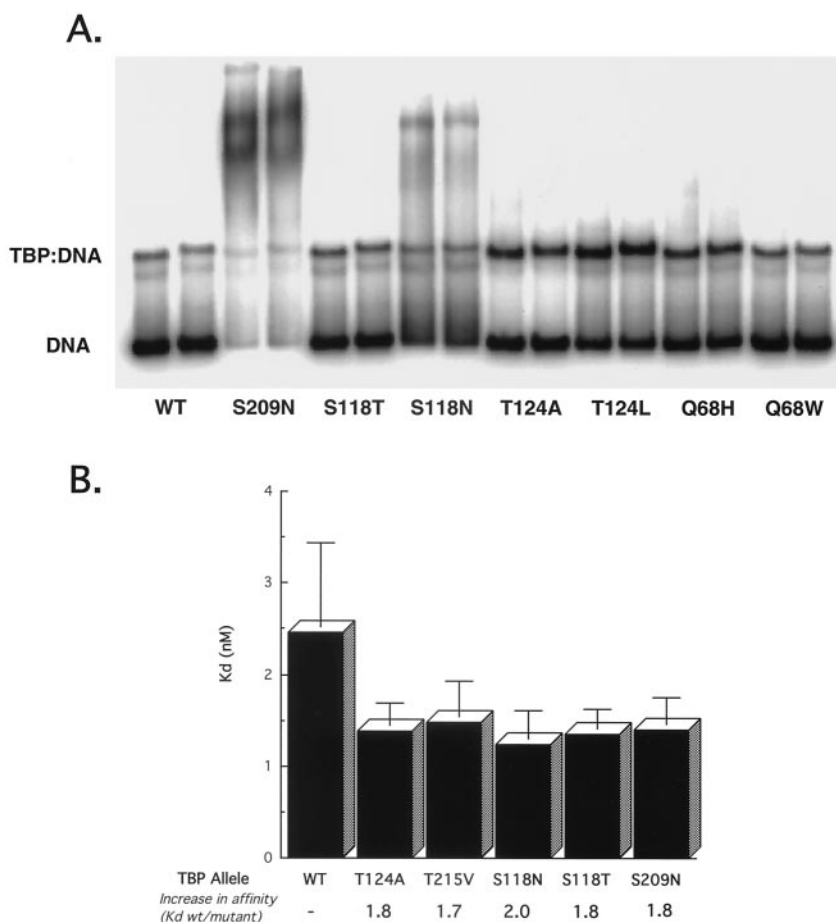 A.
TBP:DNA
DNA
WT S209N S118T S118N T124A T124L Q68H Q68W
B.
4
3
2
1
0
Kd (nM)
TBP Allele WT T124A T215V S118N S118T S209N
Increase in affinity
(Kd wt/mutant) - 1.8 1.7 2.0 1.8 1.8